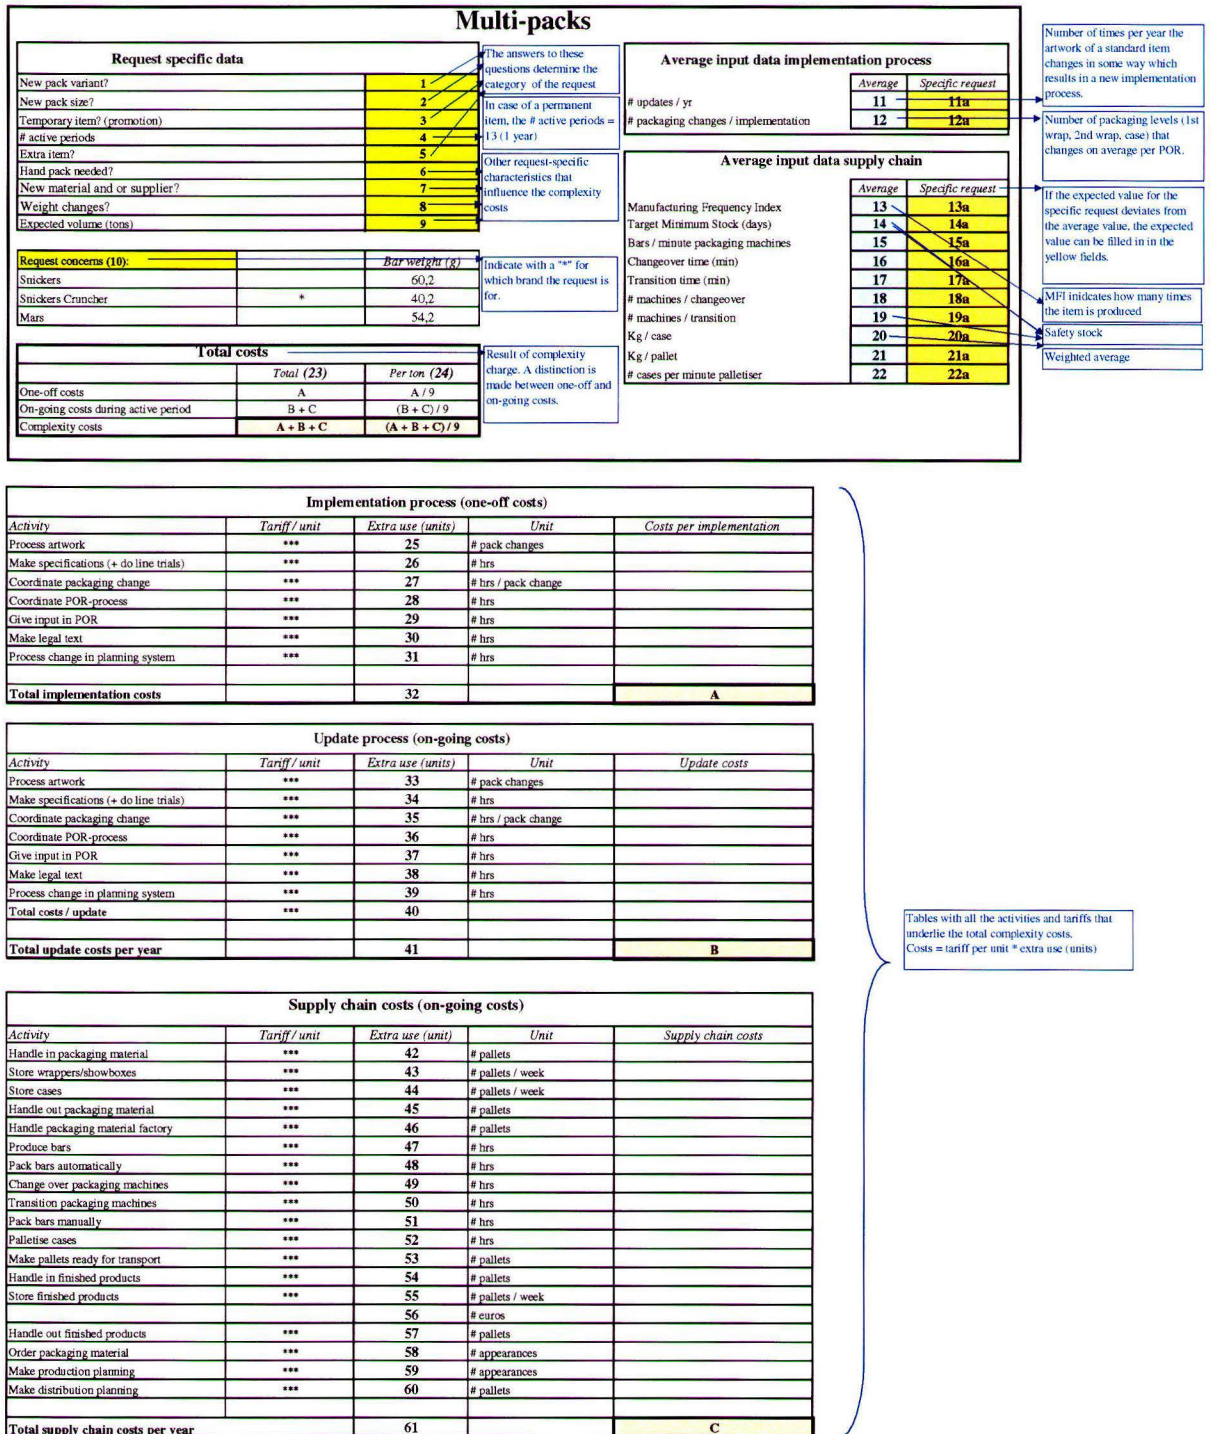 Multi-packs
Request specific data
New pack variant? 1
New pack size? 2
Temporary item? (promotion) 3
# active periods 4
Extra item? 5
Hand pack needed? 6
New material and or supplier? 7
Weight changes? 8
Expected volume (tons) 9
The answers to these
questions determine the
category of the request
In case of a permanent
item, the # active periods =
13 (1 year)
Other request-specific
characteristics that
influence the complexity
costs
Request concerns (10): Bar weight (g)
Snickers 60,2
Snickers Cruncher * 40,2
Mars 54,2
Indicate with a "*" for
which brand the request is
for.
Total costs
Total (23) Per ton (24)
One-off costs A A / 9
On-going costs during active period B + C (B + C) / 9
Complexity costs A + B + C (A + B + C) / 9
Result of complexity
charge. A distinction is
made between one-off and
on-going costs.
Average input data implementation process
Average Specific request
# updates / yr 11 11a
# packaging changes / implementation 12 12a
Average input data supply chain
Average Specific request
Manufacturing Frequency Index 13 13a
Target Minimum Stock (days) 14 14a
Bars / minute packaging machines 15 15a
Changeover time (min) 16 16a
Transition time (min) 17 17a
# machines / changeover 18 18a
# machines / transition 19 19a
Kg / case 20 20a
Kg / pallet 21 21a
# cases per minute palletiser 22 22a
Number of times per year the
artwork of a standard item
changes in some way which
results in a new implementation
process.
Number of packaging levels (1st
wrap, 2nd wrap, case) that
changes on average per POR.
If the expected value for the
specific request deviates from
the average value, the expected
value can be filled in in the
yellow fields.
MFI inidcates how many times
the item is produced
Safety stock
Weighted average
Implementation process (one-off costs)
Activity Tariff / unit Extra use (units) Unit Costs per implementation
Process artwork *** 25 # pack changes
Make specifications (+ do line trials) *** 26 # hrs
Coordinate packaging change *** 27 # hrs / pack change
Coordinate POR-process *** 28 # hrs
Give input in POR *** 29 # hrs
Make legal text *** 30 # hrs
Process change in planning system *** 31 # hrs
Total implementation costs 32 A
Update process (on-going costs)
Activity Tariff / unit Extra use (units) Unit Update costs
Process artwork *** 33 # pack changes
Make specifications (+ do line trials) *** 34 # hrs
Coordinate packaging change *** 35 # hrs / pack change
Coordinate POR-process *** 36 # hrs
Give input in POR *** 37 # hrs
Make legal text *** 38 # hrs
Process change in planning system *** 39 # hrs
Total costs / update *** 40
Total update costs per year 41 B
Tables with all the activities and tariffs that
underlie the total complexity costs.
Costs = tariff per unit * extra use (units)
Supply chain costs (on-going costs)
Activity Tariff / unit Extra use (unit) Unit Supply chain costs
Handle in packaging material *** 42 # pallets
Store wrappers/showboxes *** 43 # pallets / week
Store cases *** 44 # pallets / week
Handle out packaging material *** 45 # pallets
Handle packaging material factory *** 46 # pallets
Produce bars *** 47 # hrs
Pack bars automatically *** 48 # hrs
Change over packaging machines *** 49 # hrs
Transition packaging machines *** 50 # hrs
Pack bars manually *** 51 # hrs
Palletise cases *** 52 # hrs
Make pallets ready for transport *** 53 # pallets
Handle in finished products *** 54 # pallets
Store finished products *** 55 # pallets / week
56 # euros
Handle out finished products *** 57 # pallets
Order packaging material *** 58 # appearances
Make production planning *** 59 # appearances
Make distribution planning *** 60 # pallets
Total supply chain costs per year 61 C